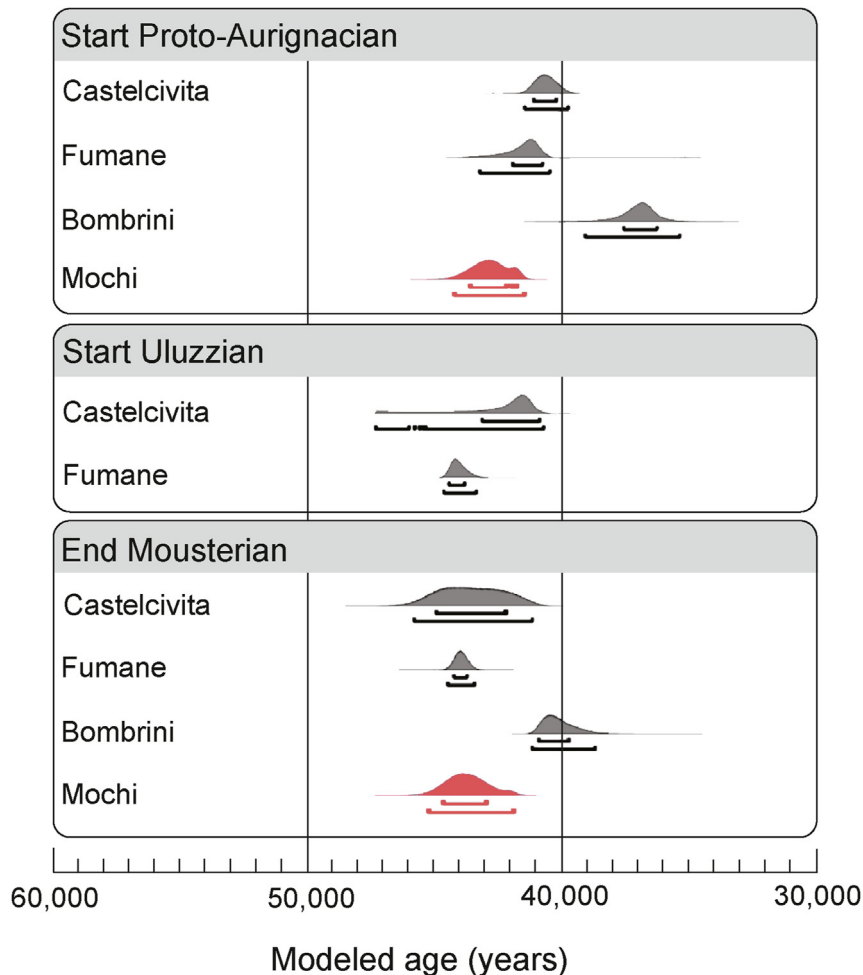 Start Proto-Aurignacian
Castelcivita
Fumane
Bombrini
Mochi
Start Uluzzian
Castelcivita
Fumane
End Mousterian
Castelcivita
Fumane
Bombrini
Mochi
60,000 50,000 40,000 30,000
Modeled age (years)